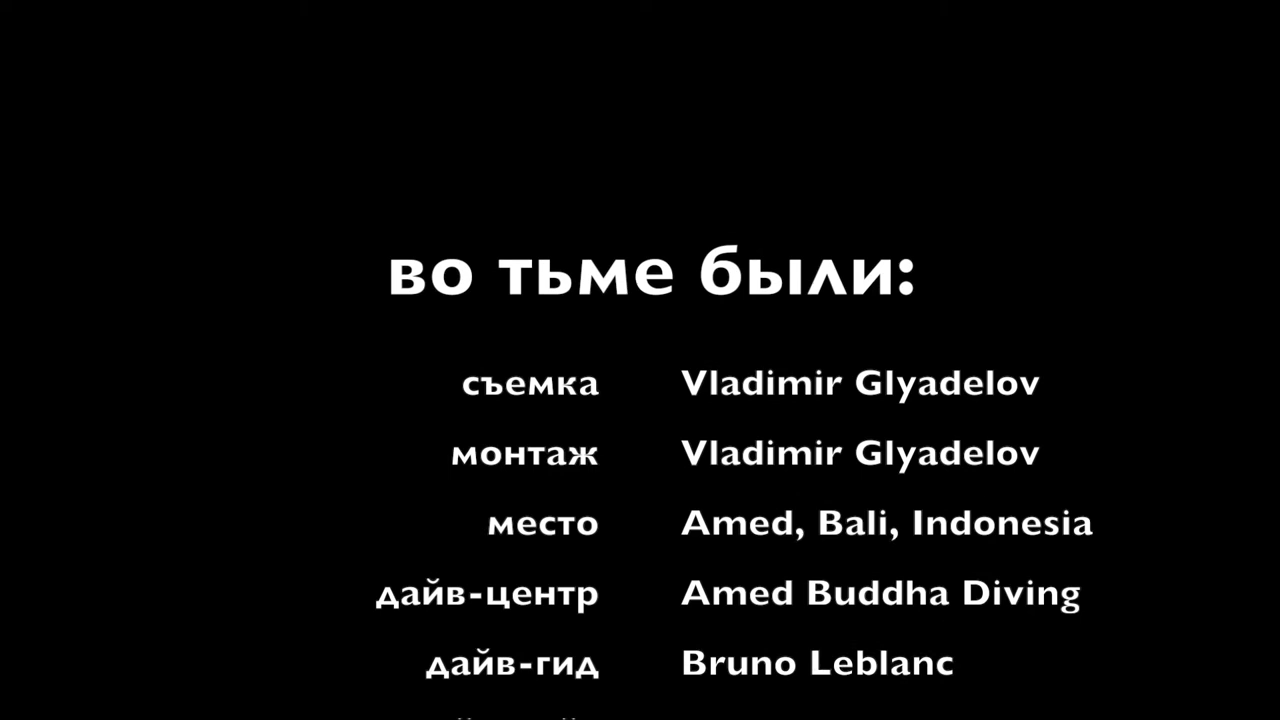 во тьме были:
съемка Vladimir Glyadelov
монтаж Vladimir Glyadelov
место Amed, Bali, Indonesia
дайв-центр Amed Buddha Diving
дайв-гид Bruno Leblanc